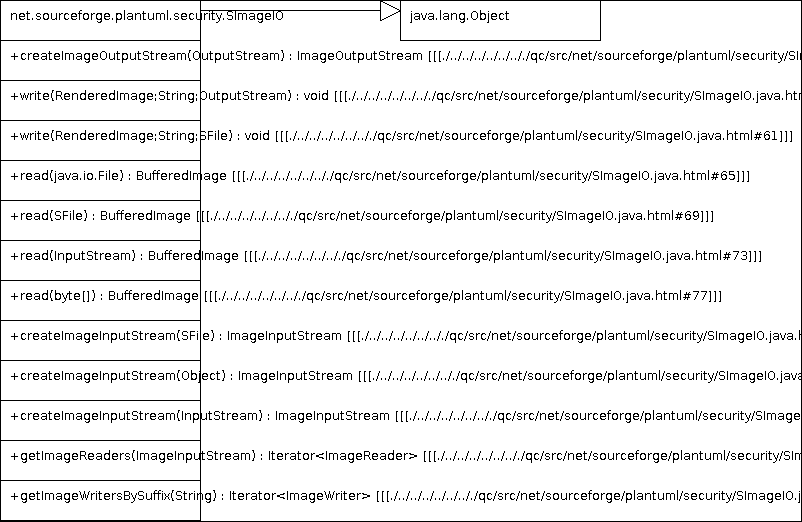 net.sourceforge.plantuml.security.SImageIO
java.lang.Object
+createImageOutputStream(OutputStream) : ImageOutputStream [[[./../../../../../../../qc/src/net/sourceforge/plantuml/security/SI
+write(RenderedImage;String;OutputStream) : void [[[./../../../../../../../qc/src/net/sourceforge/plantuml/security/SImageIO.java.htm
+write(RenderedImage;String;SFile) : void [[[./../../../../../../../qc/src/net/sourceforge/plantuml/security/SImageIO.java.html#61]]]
+read(java.io.File) : BufferedImage [[[./../../../../../../../qc/src/net/sourceforge/plantuml/security/SImageIO.java.html#65]]]
+read(SFile) : BufferedImage [[[./../../../../../../../qc/src/net/sourceforge/plantuml/security/SImageIO.java.html#69]]]
+read(InputStream) : BufferedImage [[[./../../../../../../../qc/src/net/sourceforge/plantuml/security/SImageIO.java.html#73]]]
+read(byte[]) : BufferedImage [[[./../../../../../../../qc/src/net/sourceforge/plantuml/security/SImageIO.java.html#77]]]
+createImageInputStream(SFile) : ImageInputStream [[[./../../../../../../../qc/src/net/sourceforge/plantuml/security/SImageIO.java.h
+createImageInputStream(Object) : ImageInputStream [[[./../../../../../../../qc/src/net/sourceforge/plantuml/security/SImageIO.java
+createImageInputStream(InputStream) : ImageInputStream [[[./../../../../../../../qc/src/net/sourceforge/plantuml/security/SImage
+getImageReaders(ImageInputStream) : Iterator<ImageReader> [[[./../../../../../../../qc/src/net/sourceforge/plantuml/security/SIm
+getImageWritersBySuffix(String) : Iterator<ImageWriter> [[[./../../../../../../../qc/src/net/sourceforge/plantuml/security/SImageIO.j